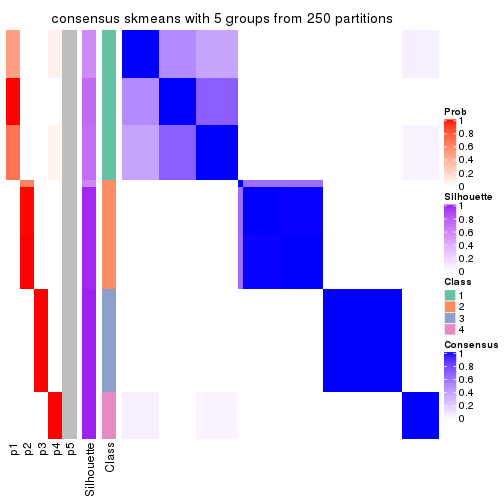 consensus skmeans with 5 groups from 250 partitions
Prob
1
0.8
0.6
0.4
0.2
0
Silhouette
1
0.8
0.6
0.4
0.2
0
Class
1
2
3
4
Consensus
1
0.8
0.6
0.4
0.2
0
p1
p2
p3
p4
p5
Silhouette
Class